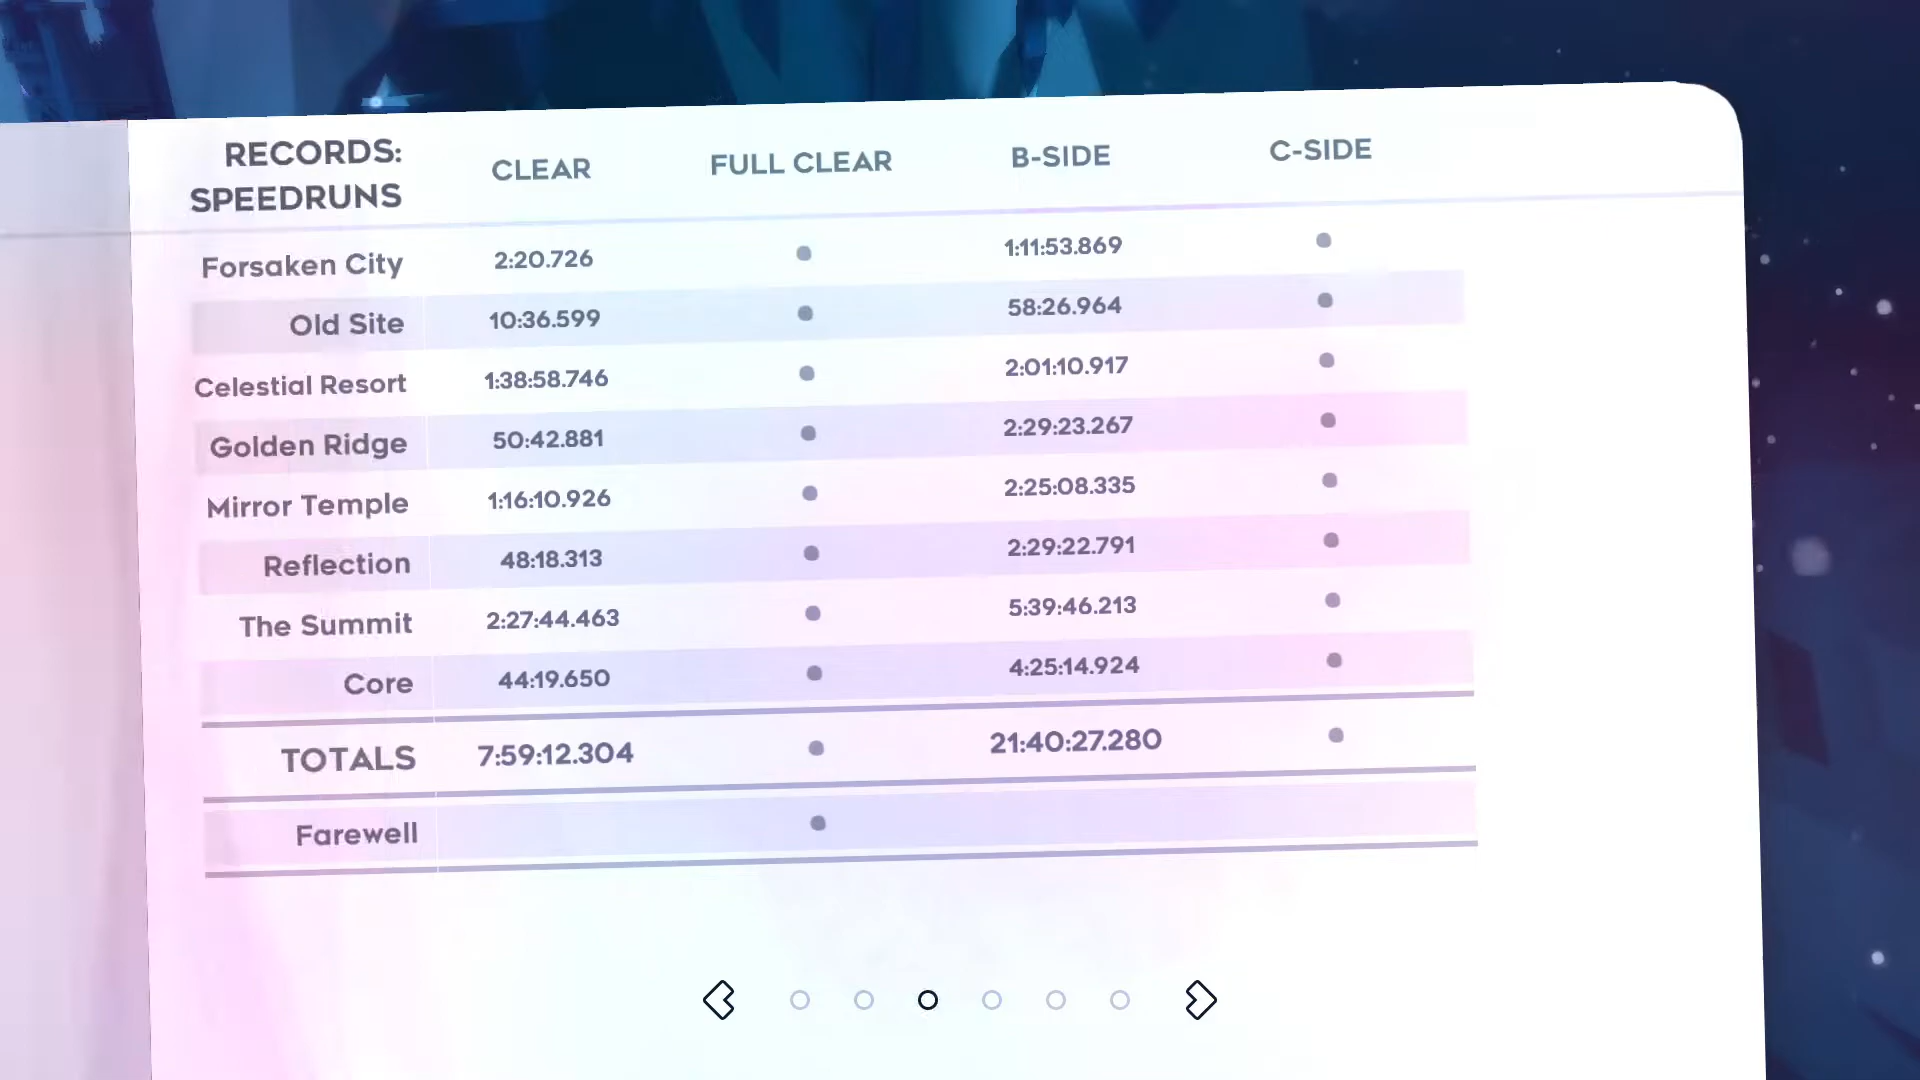 RECORDS:
SPEEDRUNS
CLEAR FULL CLEAR B-SIDE C-SIDE
Forsaken City 2:20.726 1:11:53.869
Old Site 10:36.599 58:26.964
Celestial Resort 1:38:58.746 2:01:10.917
Golden Ridge 50:42.881 2:29:23.267
Mirror Temple 1:16:10.926 2:25:08.335
Reflection 48:18.313 2:29:22.791
The Summit 2:27:44.463 5:39:46.213
Core 44:19.650 4:25:14.924
TOTALS 7:59:12.304 21:40:27.280
Farewell